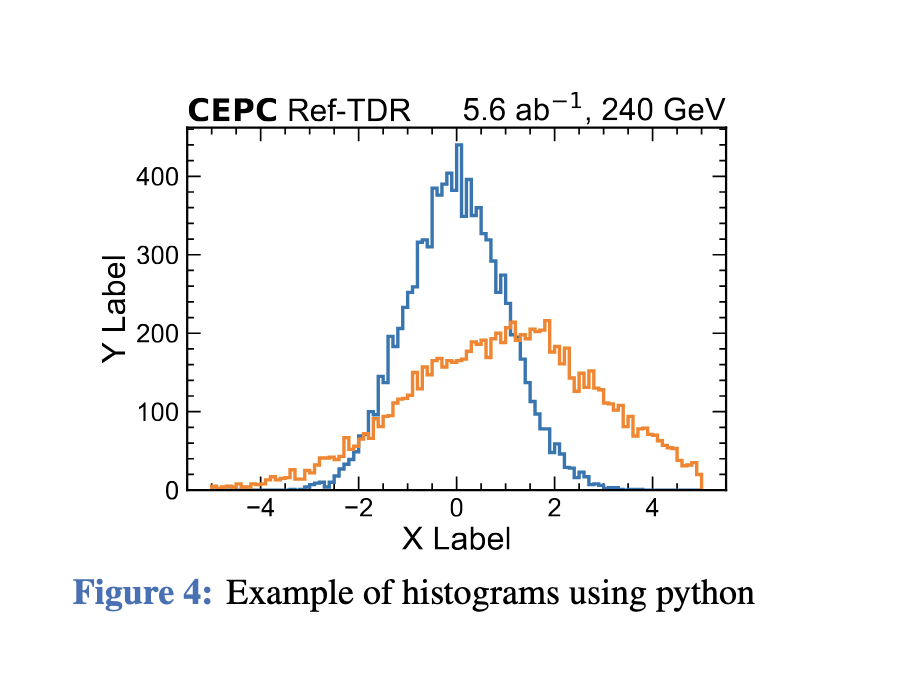 CEPC Ref-TDR 5.6 ab⁻¹, 240 GeV
400
300
200
100
0
Y Label
−4 −2 0 2 4
X Label
Figure 4: Example of histograms using python